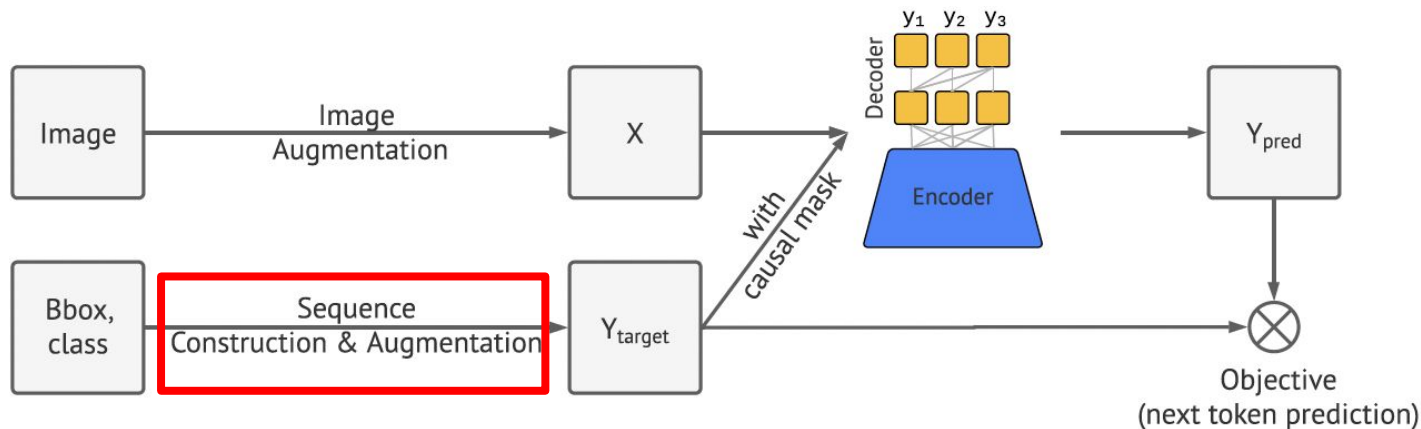 y₁ y₂ y₃
Decoder
Image
Image
Augmentation
X
Encoder
Y_pred
with
causal mask
Bbox,
class
Sequence
Construction & Augmentation
Y_target
Objective
(next token prediction)